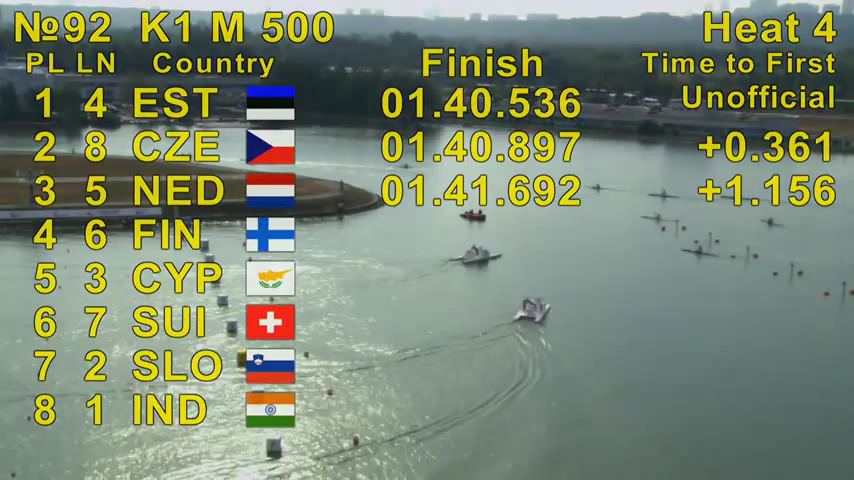 №92 K1 M 500 Heat 4
PL LN Country Finish Time to First
Unofficial
1 4 EST 01.40.536
2 8 CZE 01.40.897 +0.361
3 5 NED 01.41.692 +1.156
4 6 FIN
5 3 CYP
6 7 SUI
7 2 SLO
8 1 IND